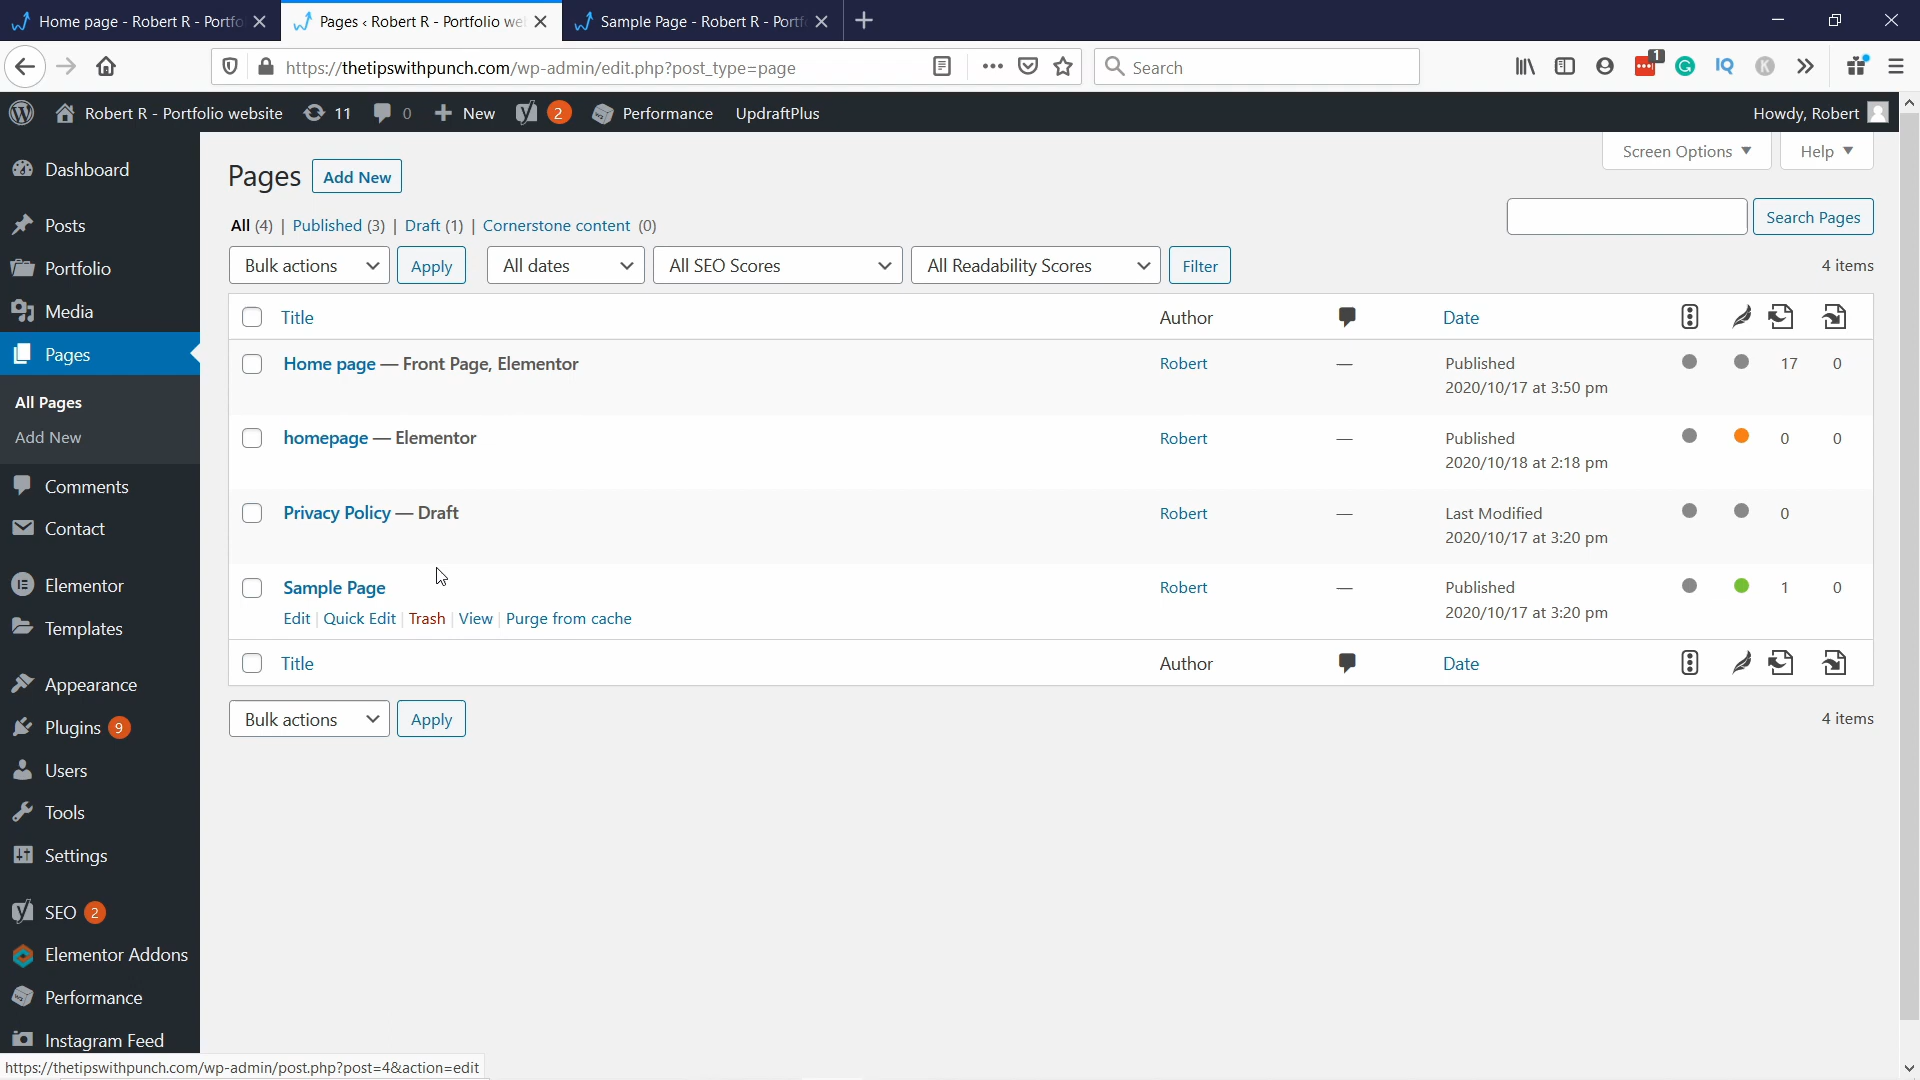 Home page - Robert R - Portfo
Pages ‹ Robert R - Portfolio we
Sample Page - Robert R - Portf
https://thetipswithpunch.com/wp-admin/edit.php?post_type=page
Search
1
Robert R - Portfolio website 11 0 New 2 Performance UpdraftPlus
Howdy, Robert
Dashboard
Posts
Portfolio
Media
Pages
All Pages
Add New
Comments
Contact
Elementor
Templates
Appearance
Plugins 9
Users
Tools
Settings
SEO 2
Elementor Addons
Performance
Instagram Feed
Screen Options
Help
Pages Add New
All (4) | Published (3) | Draft (1) | Cornerstone content (0)
Search Pages
Bulk actions Apply All dates All SEO Scores All Readability Scores Filter
4 items
Title Author Date
Home page — Front Page, Elementor Robert — Published 17 0
2020/10/17 at 3:50 pm
homepage — Elementor Robert — Published 0 0
2020/10/18 at 2:18 pm
Privacy Policy — Draft Robert — Last Modified 0
2020/10/17 at 3:20 pm
Sample Page Robert — Published 1 0
Edit | Quick Edit | Trash | View | Purge from cache 2020/10/17 at 3:20 pm
Title Author Date
Bulk actions Apply 4 items
https://thetipswithpunch.com/wp-admin/post.php?post=4&action=edit